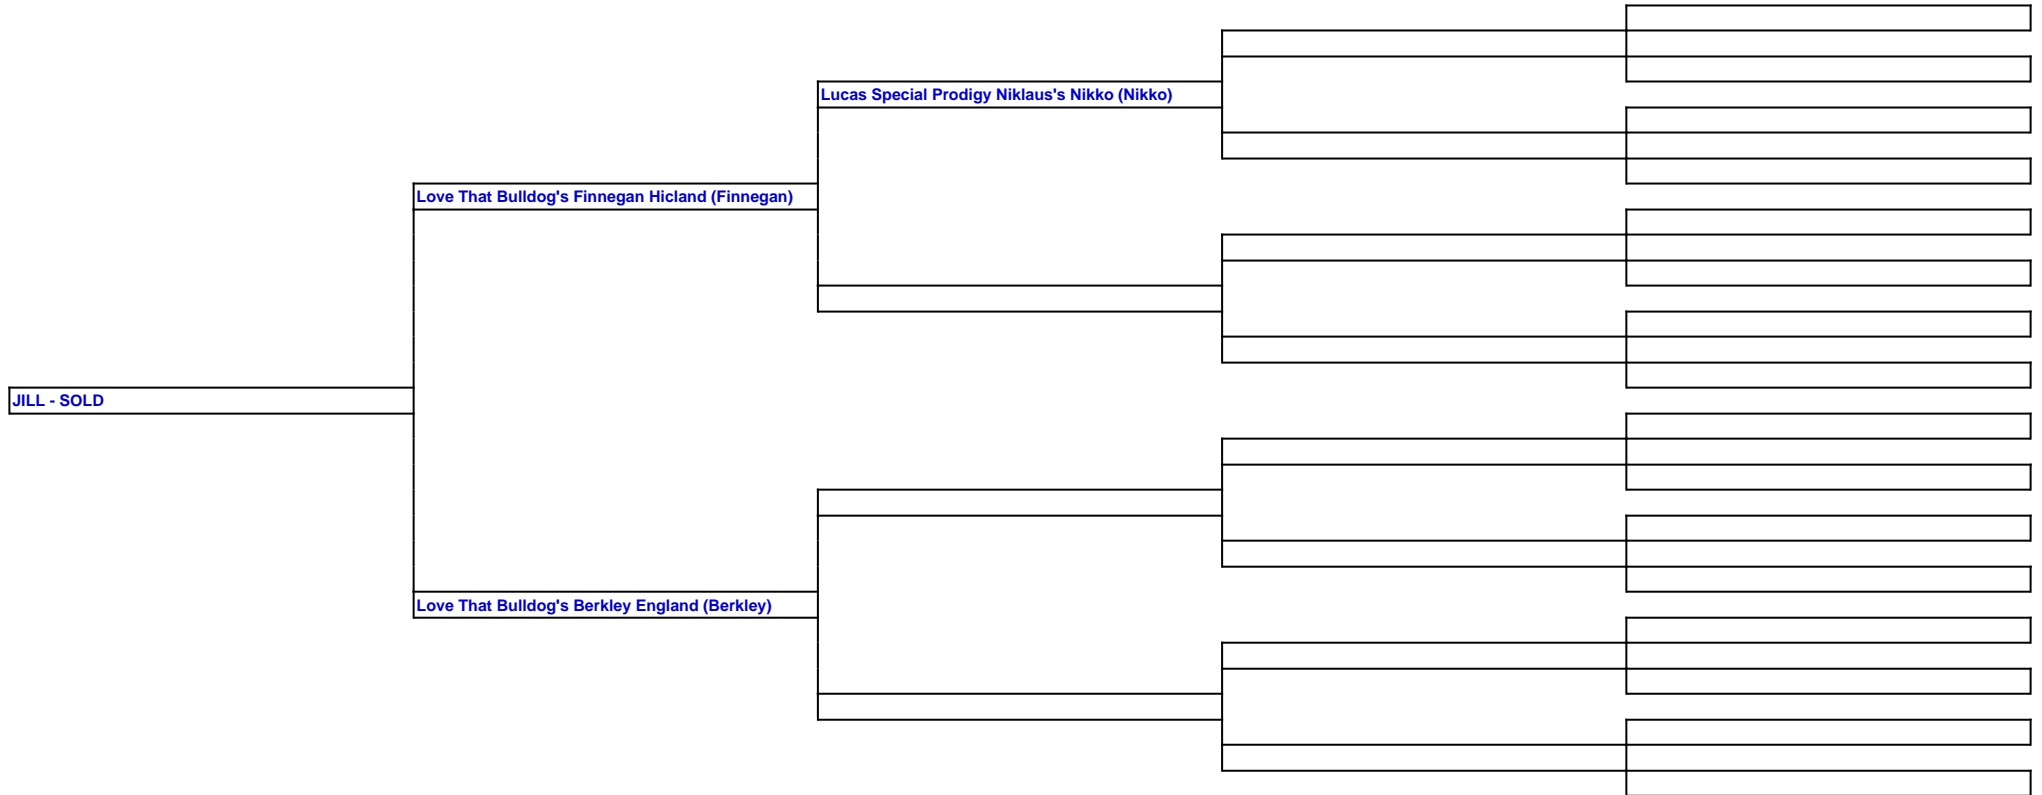 Lucas Special Prodigy Niklaus's Nikko (Nikko)
Love That Bulldog's Finnegan Hicland (Finnegan)
JILL - SOLD
Love That Bulldog's Berkley England (Berkley)